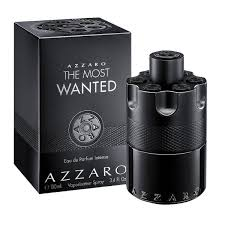 AZZARO
THE MOST
WANTED
AZZARO
Eau de Parfum Intense
100ml Vaporisateur Spray 3.4 fl. Oz
AZZARO